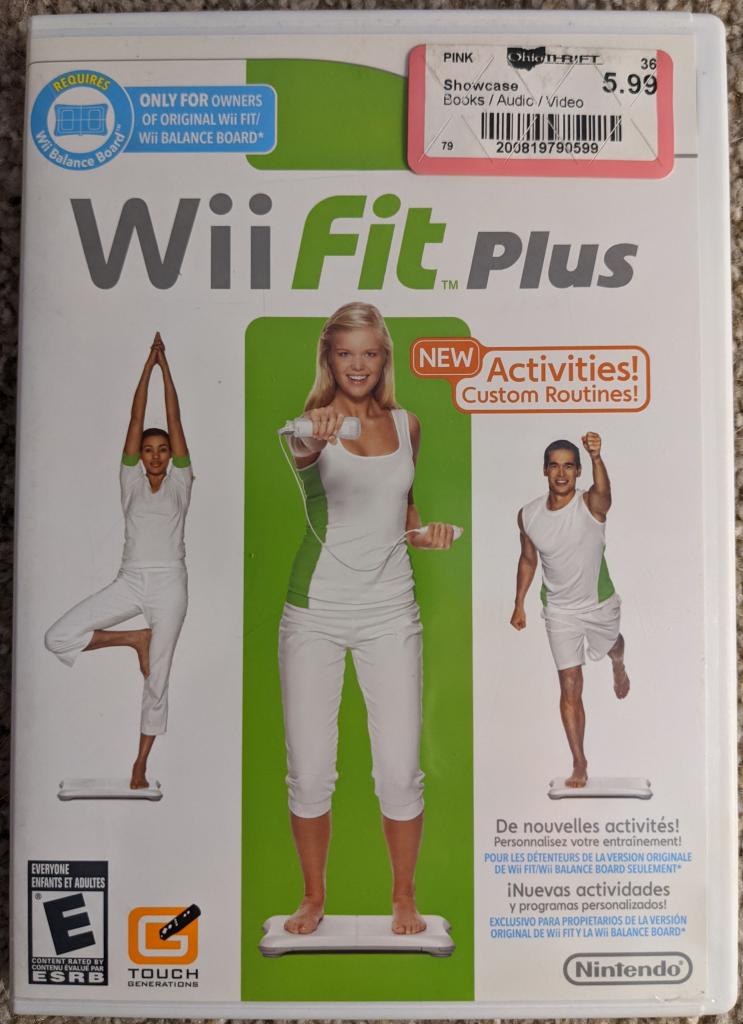 PINK
Ohio THRIFT
36
Showcase
5.99
Books / Audio / Video
79
200819790599
REQUIRES
Wii Balance Board™
ONLY FOR OWNERS
OF ORIGINAL Wii FIT/
Wii BALANCE BOARD*
Wii Fit™ Plus
NEW
Activities!
Custom Routines!
De nouvelles activités!
Personnalisez votre entraînement!
POUR LES DÉTENTEURS DE LA VERSION ORIGINALE
DE Wii FIT/Wii BALANCE BOARD SEULEMENT*
¡Nuevas actividades
y programas personalizados!
EXCLUSIVO PARA PROPIETARIOS DE LA VERSIÓN
ORIGINAL DE Wii FIT Y LA Wii BALANCE BOARD*
EVERYONE
ENFANTS ET ADULTES
E®
CONTENT RATED BY
CONTENU ÉVALUÉ PAR
ESRB
G
TOUCH
GENERATIONS
Nintendo®